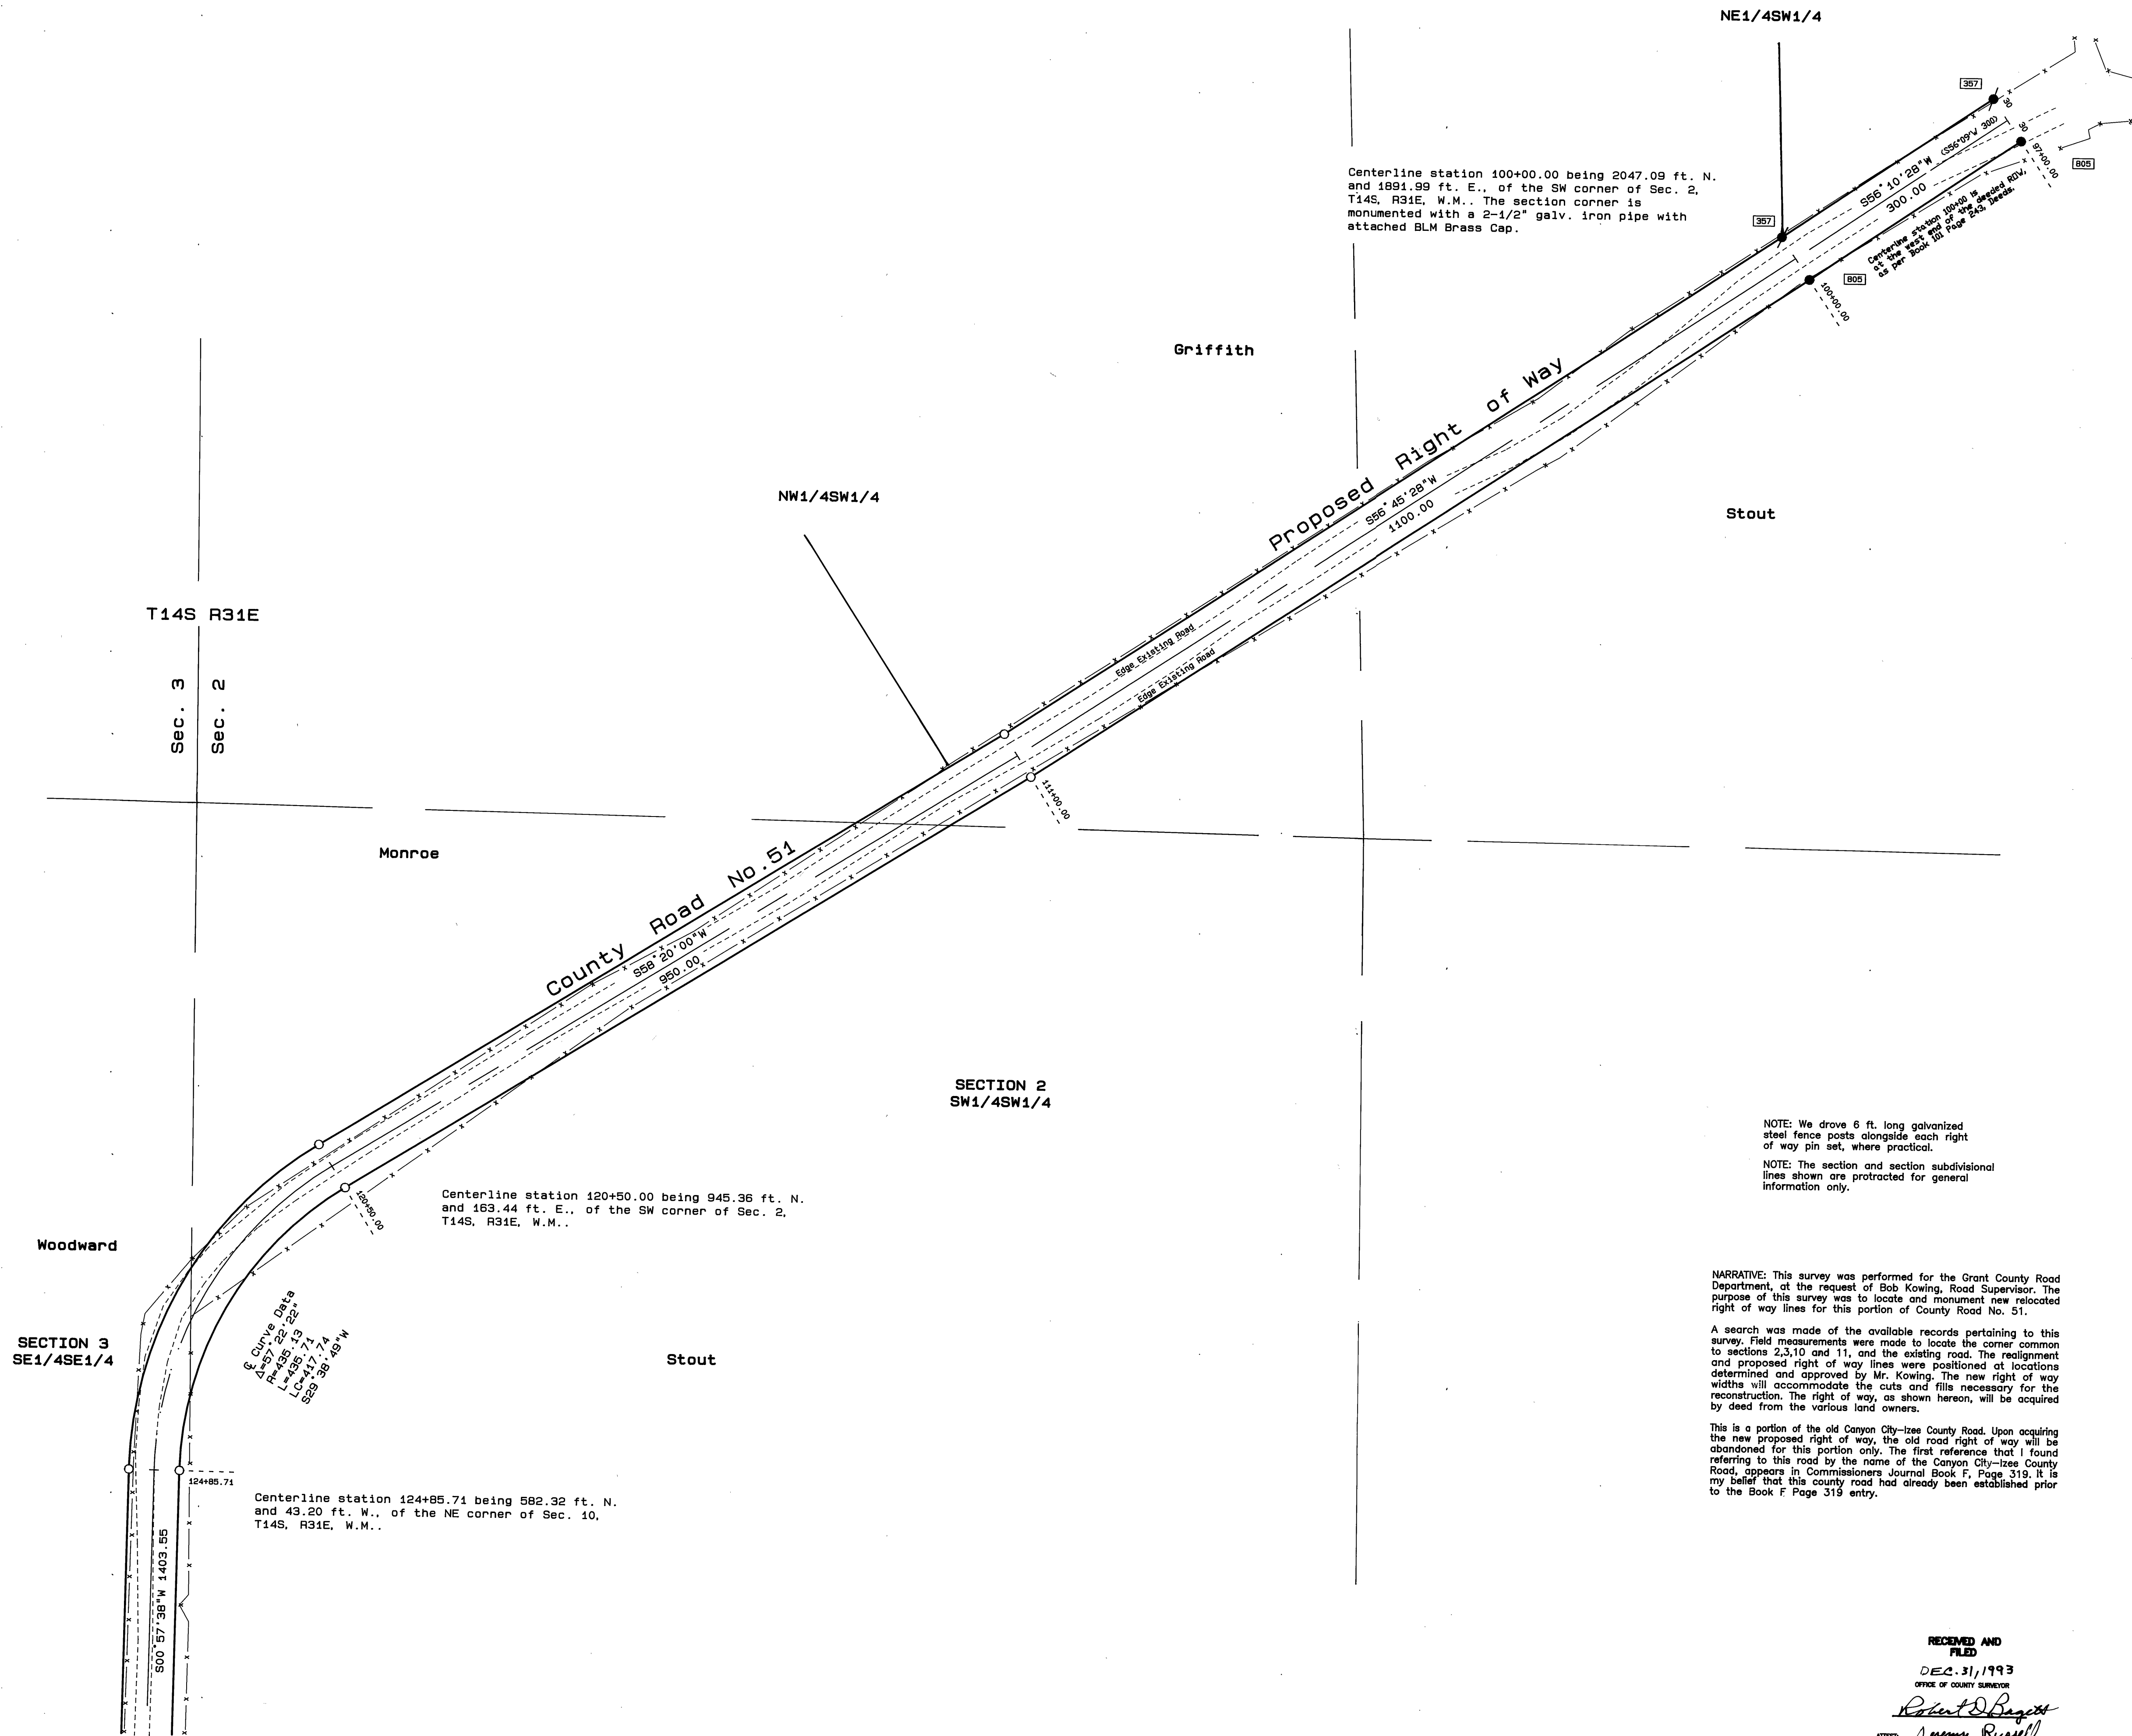 NE1/4SW1/4
357
30
30
(S56°09'W 300)
S56°10'28"W
300.00
97+00.00
805
Centerline station 100+00.00 being 2047.09 ft. N.
and 1891.99 ft. E., of the SW corner of Sec. 2,
T14S, R31E, W.M.. The section corner is
monumented with a 2-1/2" galv. iron pipe with
attached BLM Brass Cap.
357
Centerline station 100+00 is
at the west end of the deeded ROW,
as per Book 101 Page 243, Deeds.
805
100+00.00
Griffith
Proposed Right of Way
NW1/4SW1/4
S56°45'28"W
1100.00
Stout
T14S R31E
Sec. 3
Sec. 2
Edge Existing Road
Edge Existing Road
111+00.00
Monroe
County Road No.51
S58°20'00"W
950.00
SECTION 2
SW1/4SW1/4
NOTE: We drove 6 ft. long galvanized
steel fence posts alongside each right
of way pin set, where practical.
NOTE: The section and section subdivisional
lines shown are protracted for general
information only.
120+50.00
Centerline station 120+50.00 being 945.36 ft. N.
and 163.44 ft. E., of the SW corner of Sec. 2,
T14S, R31E, W.M..
Woodward
NARRATIVE: This survey was performed for the Grant County Road
Department, at the request of Bob Kowing, Road Supervisor. The
purpose of this survey was to locate and monument new relocated
right of way lines for this portion of County Road No. 51.
A search was made of the available records pertaining to this
survey. Field measurements were made to locate the corner common
to sections 2,3,10 and 11, and the existing road. The realignment
and proposed right of way lines were positioned at locations
determined and approved by Mr. Kowing. The new right of way
widths will accommodate the cuts and fills necessary for the
reconstruction. The right of way, as shown hereon, will be acquired
by deed from the various land owners.
This is a portion of the old Canyon City-Izee County Road. Upon acquiring
the new proposed right of way, the old road right of way will be
abandoned for this portion only. The first reference that I found
referring to this road by the name of the Canyon City-Izee County
Road, appears in Commissioners Journal Book F, Page 319. It is
my belief that this county road had already been established prior
to the Book F Page 319 entry.
SECTION 3
SE1/4SE1/4
℄ Curve Data
Δ=57°22'22"
R=435.13
L=435.71
LC=417.74
S29°38'49"W
Stout
124+85.71
Centerline station 124+85.71 being 582.32 ft. N.
and 43.20 ft. W., of the NE corner of Sec. 10,
T14S, R31E, W.M..
S00°57'38"W 1403.55
RECEIVED AND
FILED
DEC. 31, 1993
OFFICE OF COUNTY SURVEYOR
Robert D Bagett
Russell